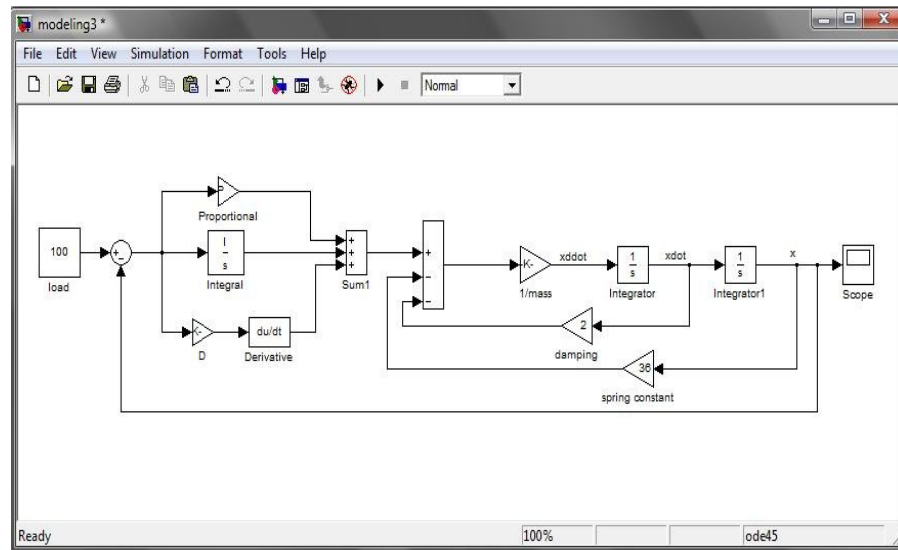 modeling3 *
File Edit View Simulation Format Tools Help
Normal
P
Proportional
100
load
+
-
I
s
Integral
+
+
+
Sum1
K-
D
du/dt
Derivative
+
-
-
K-
1/mass
xddot
1
s
Integrator
xdot
1
s
Integrator1
x
Scope
2
damping
36
spring constant
Ready 100% ode45